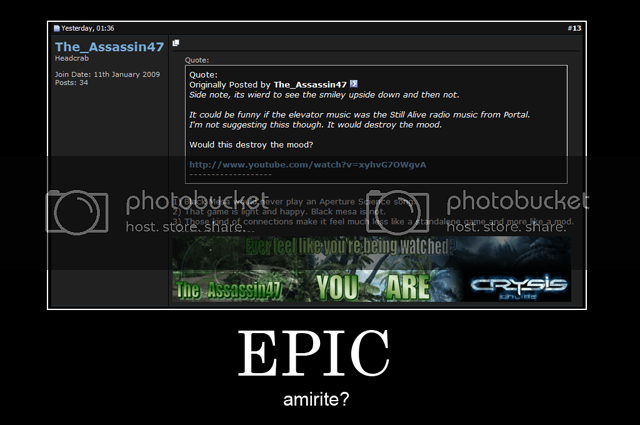 Yesterday, 01:36
#13
The_Assassin47
Headcrab
Join Date: 11th January 2009
Posts: 34
Quote:
Quote:
Originally Posted by The_Assassin47
Side note, its wierd to see the smiley upside down and then not.
It could be funny if the elevator music was the Still Alive radio music from Portal.
I'm not suggesting thiss though. It would destroy the mood.
Would this destroy the mood?
http://www.youtube.com/watch?v=xyhvG7OWgvA
-------------------
1) Black Mesa would never play an Aperture Science song.
2) That game is light and happy. Black mesa is not.
3) Those kind of connections make it feel much less like a standalone game and more like a mod.
photobucket
host. store. share.
photobucket
host. store. share.
Ever feel like you're being watched?
The_Assassin47
YOU ARE
CRYSIS
EPIC
amirite?